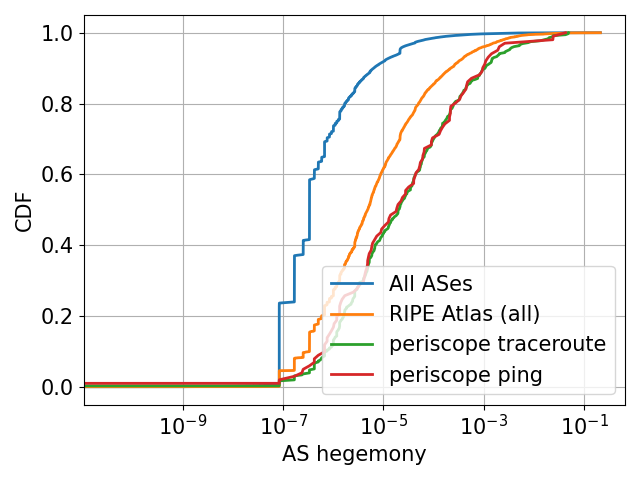 1.0
0.8
0.6
0.4
0.2
0.0
CDF
All ASes
RIPE Atlas (all)
periscope traceroute
periscope ping
10⁻⁹ 10⁻⁷ 10⁻⁵ 10⁻³ 10⁻¹
AS hegemony